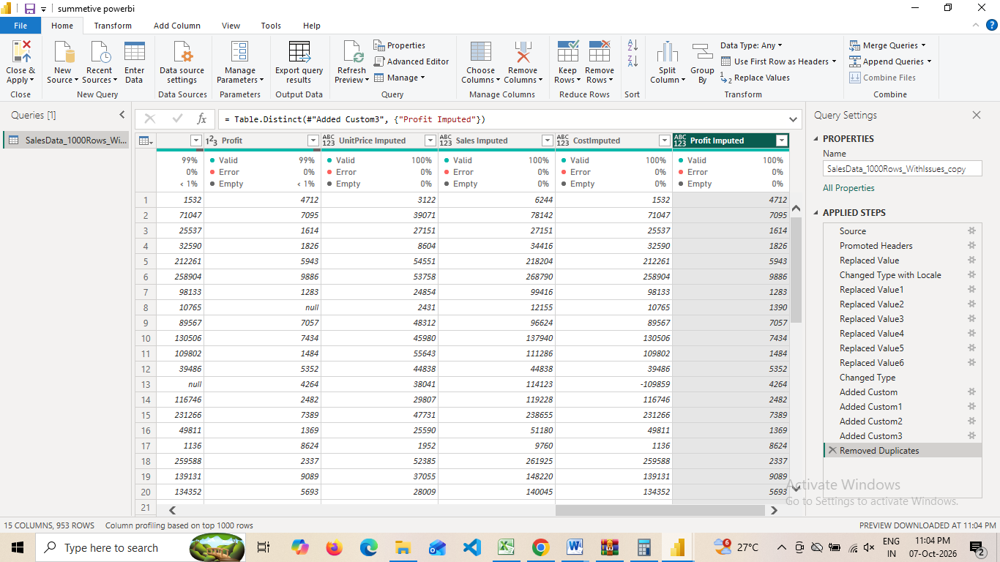 summetive powerbi
File Home Transform Add Column View Tools Help
Close & Apply
New Source
Recent Sources
Enter Data
Data source settings
Manage Parameters
Export query results
Refresh Preview
Properties
Advanced Editor
Manage
Choose Columns
Remove Columns
Keep Rows
Remove Rows
Split Column
Group By
Data Type: Any
Use First Row as Headers
Replace Values
Merge Queries
Append Queries
Combine Files
Close New Query Data Sources Parameters Output Data Query Manage Columns Reduce Rows Sort Transform Combine
Queries [1]
SalesData_1000Rows_Wi...
fx = Table.Distinct(#"Added Custom3", {"Profit Imputed"})
1²3 Profit ABC 123 UnitPrice Imputed ABC 123 Sales Imputed ABC 123 CostImputed ABC 123 Profit Imputed
99% Valid 99% Valid 100% Valid 100% Valid 100% Valid 100%
0% Error 0% Error 0% Error 0% Error 0% Error 0%
< 1% Empty < 1% Empty 0% Empty 0% Empty 0% Empty 0%
1 1532 4712 3122 6244 1532 4712
2 71047 7095 39071 78142 71047 7095
3 25537 1614 27151 27151 25537 1614
4 32590 1826 8604 34416 32590 1826
5 212261 5943 54551 218204 212261 5943
6 258904 9886 53758 268790 258904 9886
7 98133 1283 24854 99416 98133 1283
8 10765 null 2431 12155 10765 1390
9 89567 7057 48312 96624 89567 7057
10 130506 7434 45980 137940 130506 7434
11 109802 1484 55643 111286 109802 1484
12 39486 5352 44838 44838 39486 5352
13 null 4264 38041 114123 -109859 4264
14 116746 2482 29807 119228 116746 2482
15 231266 7389 47731 238655 231266 7389
16 49811 1369 25590 51180 49811 1369
17 1136 8624 1952 9760 1136 8624
18 259588 2337 52385 261925 259588 2337
19 139131 9089 37055 148220 139131 9089
20 134352 5693 28009 140045 134352 5693
21
Query Settings
PROPERTIES
Name
SalesData_1000Rows_WithIssues_copy
All Properties
APPLIED STEPS
Source
Promoted Headers
Replaced Value
Changed Type with Locale
Replaced Value1
Replaced Value2
Replaced Value3
Replaced Value4
Replaced Value5
Replaced Value6
Changed Type
Added Custom
Added Custom1
Added Custom2
Added Custom3
Removed Duplicates
Activate Windows
Go to Settings to activate Windows.
15 COLUMNS, 953 ROWS Column profiling based on top 1000 rows PREVIEW DOWNLOADED AT 11:04 PM
Type here to search
6 27°C
ENG
IN
11:04 PM
07-Oct-2026
2